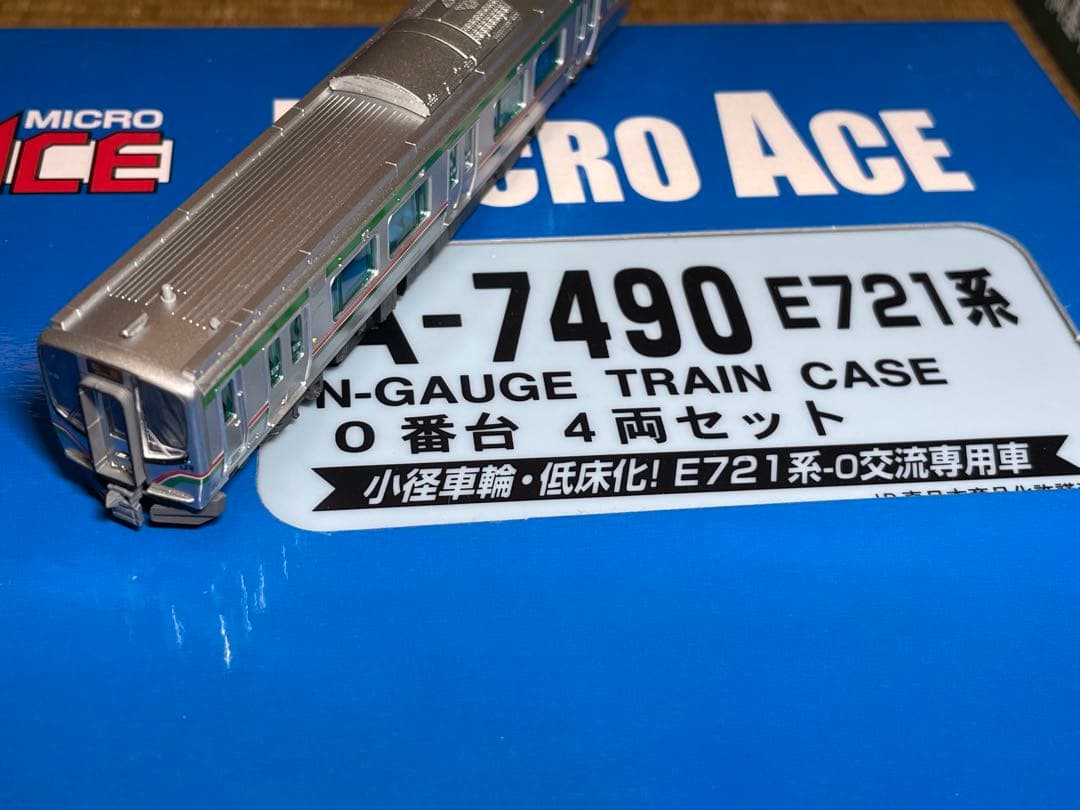 MICRO
ACE
CRO ACE
A-7490 E721系
N-GAUGE TRAIN CASE
0番台 4両セット
小径車輪・低床化! E721系-0交流専用車